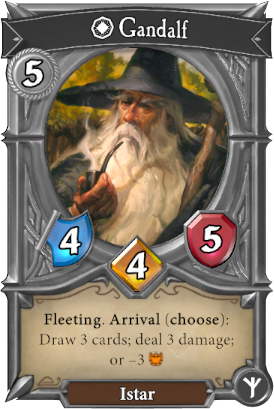 Gandalf
5
4
4
5
Fleeting. Arrival (choose):
Draw 3 cards; deal 3 damage;
or –3
Istar